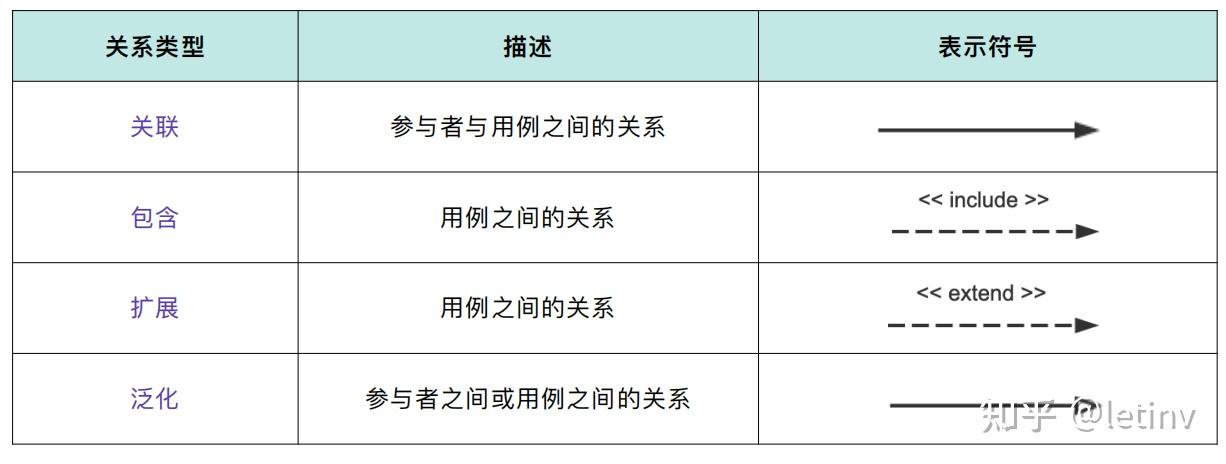 关系类型 描述 表示符号
关联 参与者与用例之间的关系
包含 用例之间的关系 << include >>
扩展 用例之间的关系 << extend >>
泛化 参与者之间或用例之间的关系
知乎 @letinv